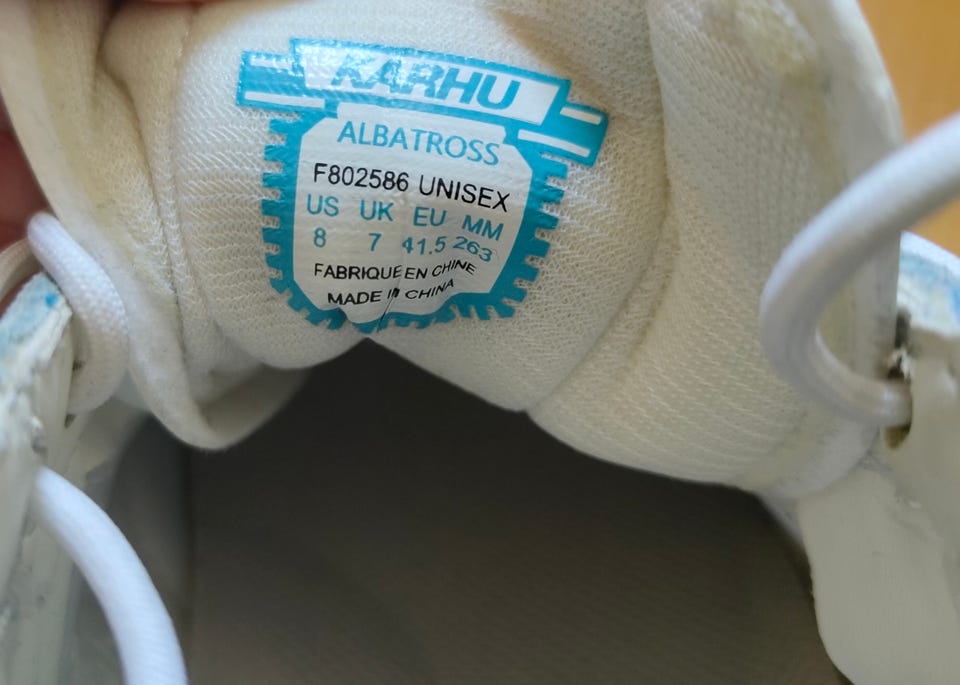 KARHU
ALBATROSS
F802586 UNISEX
US UK EU MM
8 7 41.5 263
FABRIQUE EN CHINE
MADE IN CHINA